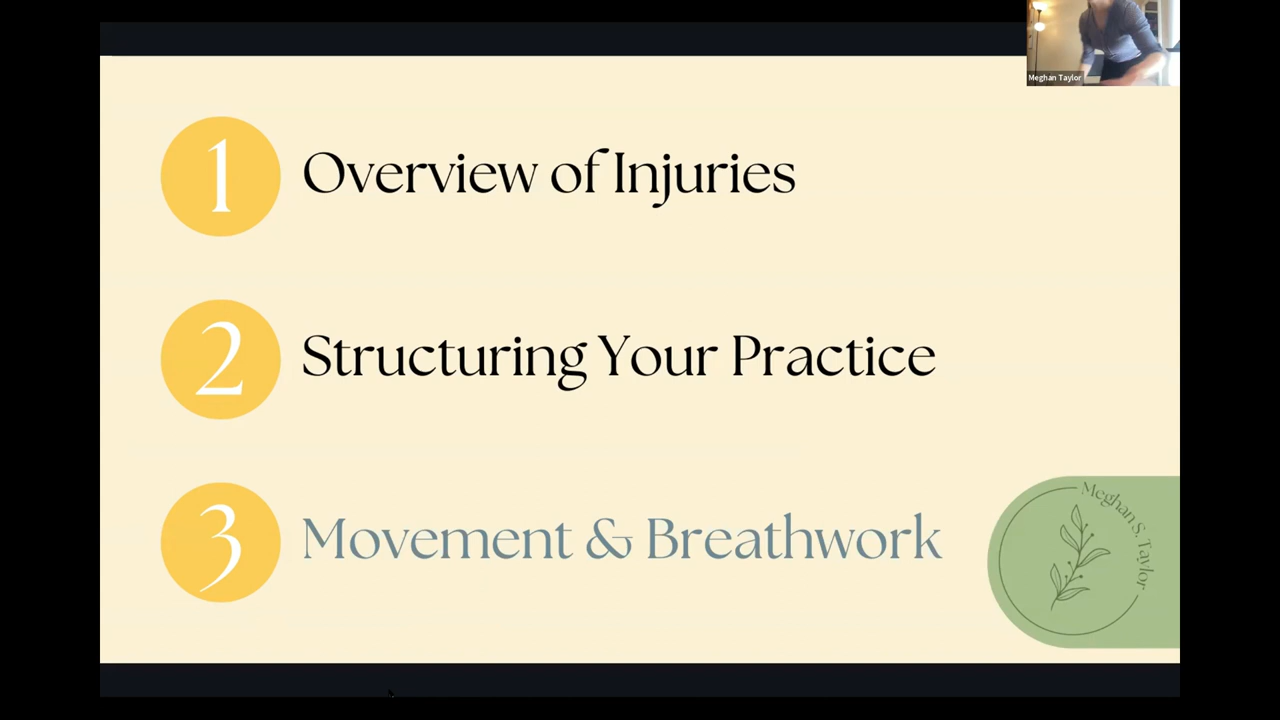 Meghan Taylor
1
Overview of Injuries
2
Structuring Your Practice
3
Movement & Breathwork
Meghan S. Taylor